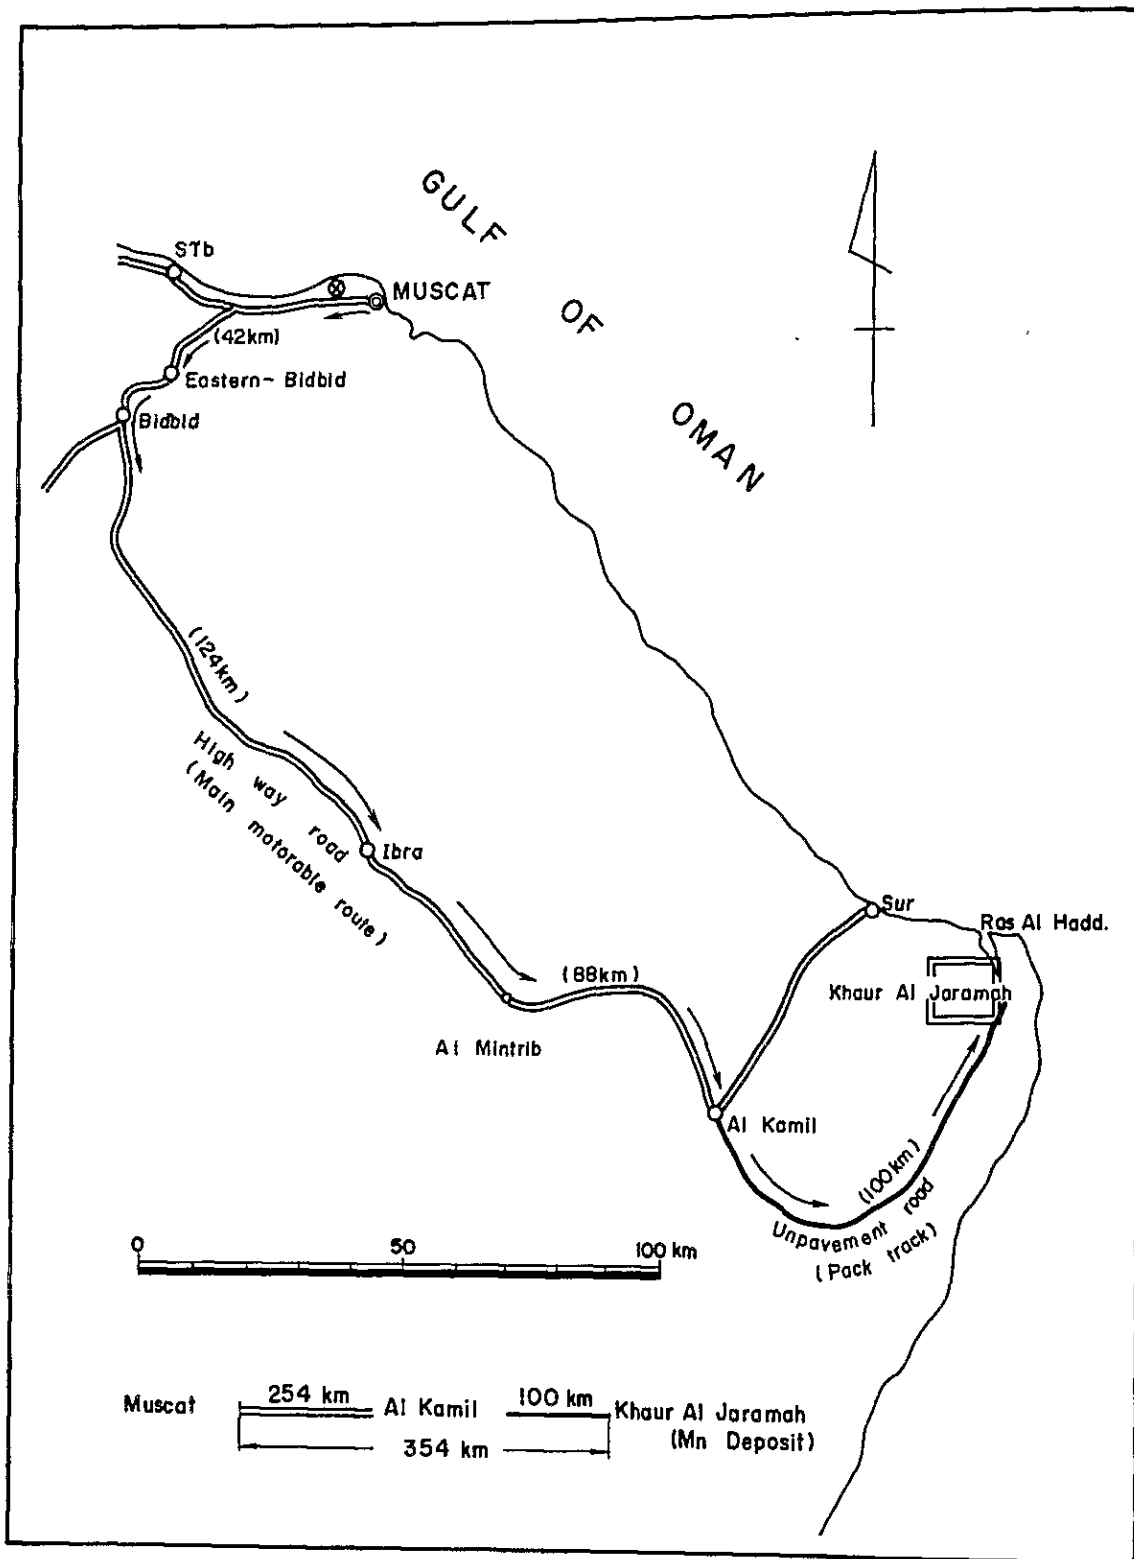 GULF
OF
OMAN
STb
MUSCAT
(42km)
Eastern- Bidbid
Bidbid
(124km)
High way road
(Main motorable route)
Ibra
Sur
Ras Al Hadd.
(88km)
Khaur Al Jaramah
Al Mintrib
Al Kamil
(100km)
Unpavement road
(Pack track)
0 50 100 km
Muscat 254 km Al Kamil 100 km Khaur Al Jaramah
(Mn Deposit)
354 km